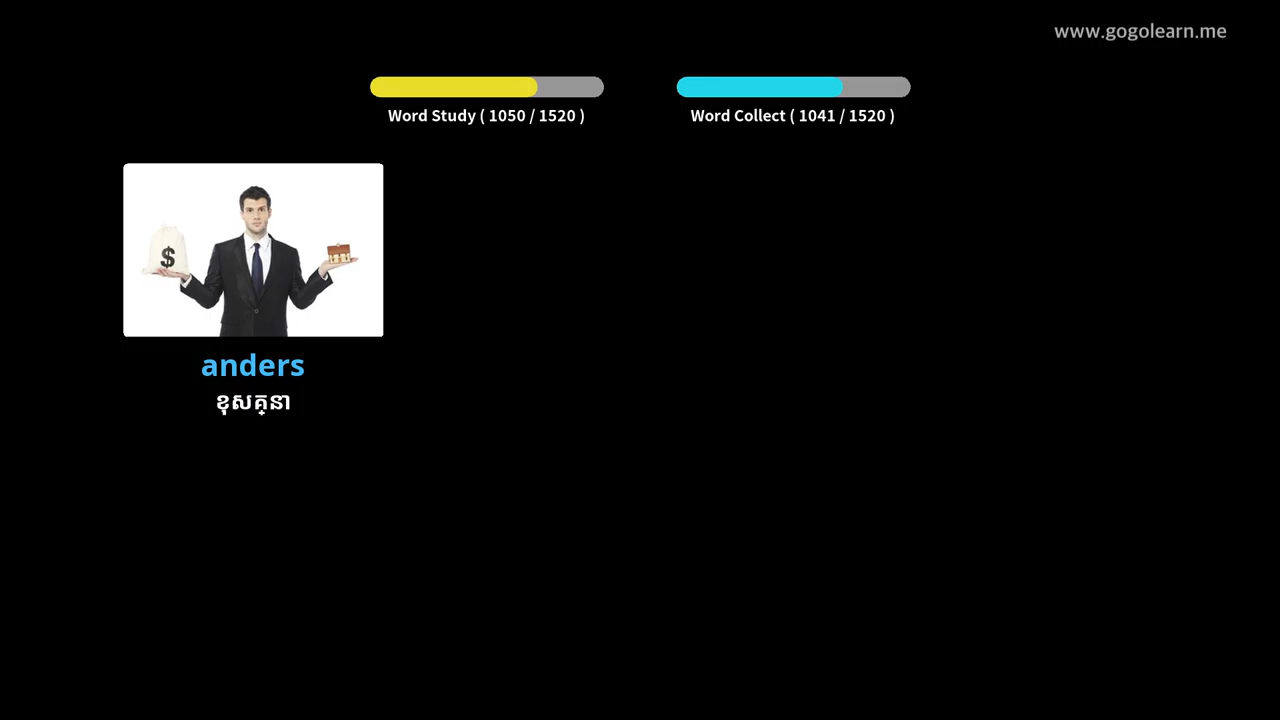 www.gogolearn.me
Word Study ( 1050 / 1520 )
Word Collect ( 1041 / 1520 )
$
anders
ខុសគ្នា